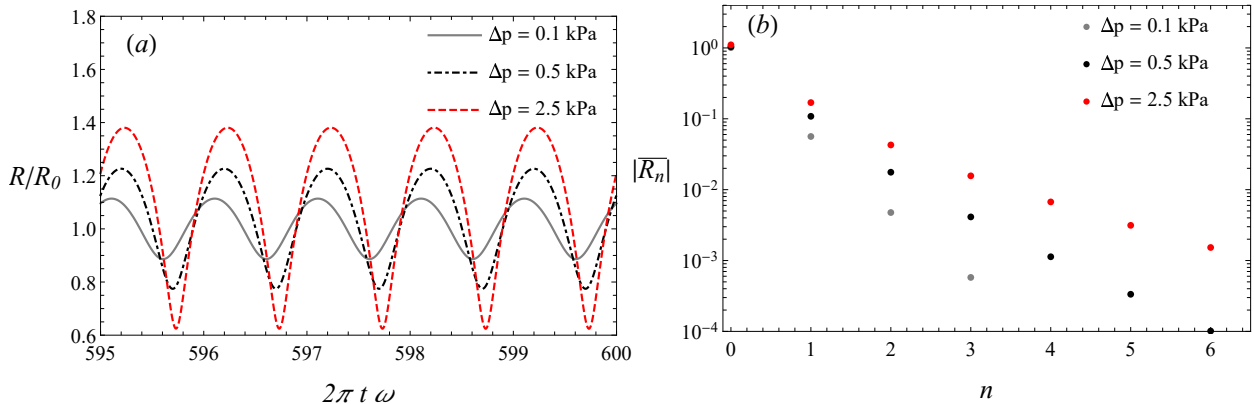 (a)
Δp = 0.1 kPa
Δp = 0.5 kPa
Δp = 2.5 kPa
R/R₀
1.8
1.6
1.4
1.2
1.0
0.8
0.6
595
596
597
598
599
600
2π t ω
(b)
Δp = 0.1 kPa
Δp = 0.5 kPa
Δp = 2.5 kPa
|R̅ₙ|
10⁰
10⁻¹
10⁻²
10⁻³
10⁻⁴
0
1
2
3
4
5
6
n